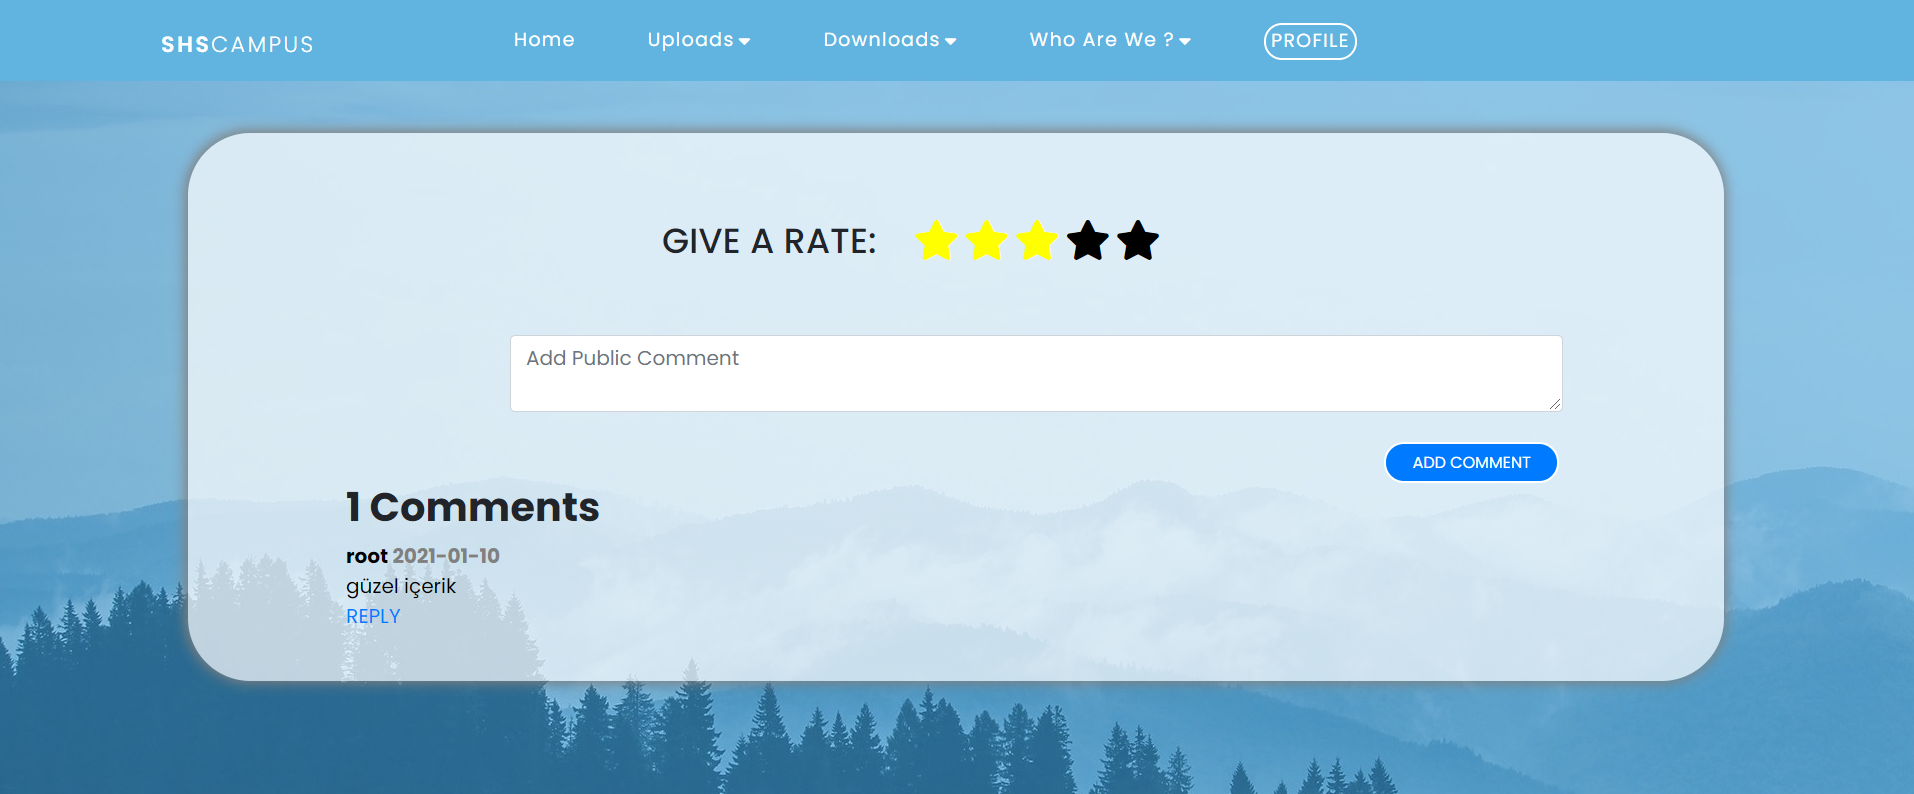 SHSCAMPUS Home Uploads Downloads Who Are We ? PROFILE
GIVE A RATE:
Add Public Comment
ADD COMMENT
1 Comments
root 2021-01-10
güzel içerik
REPLY